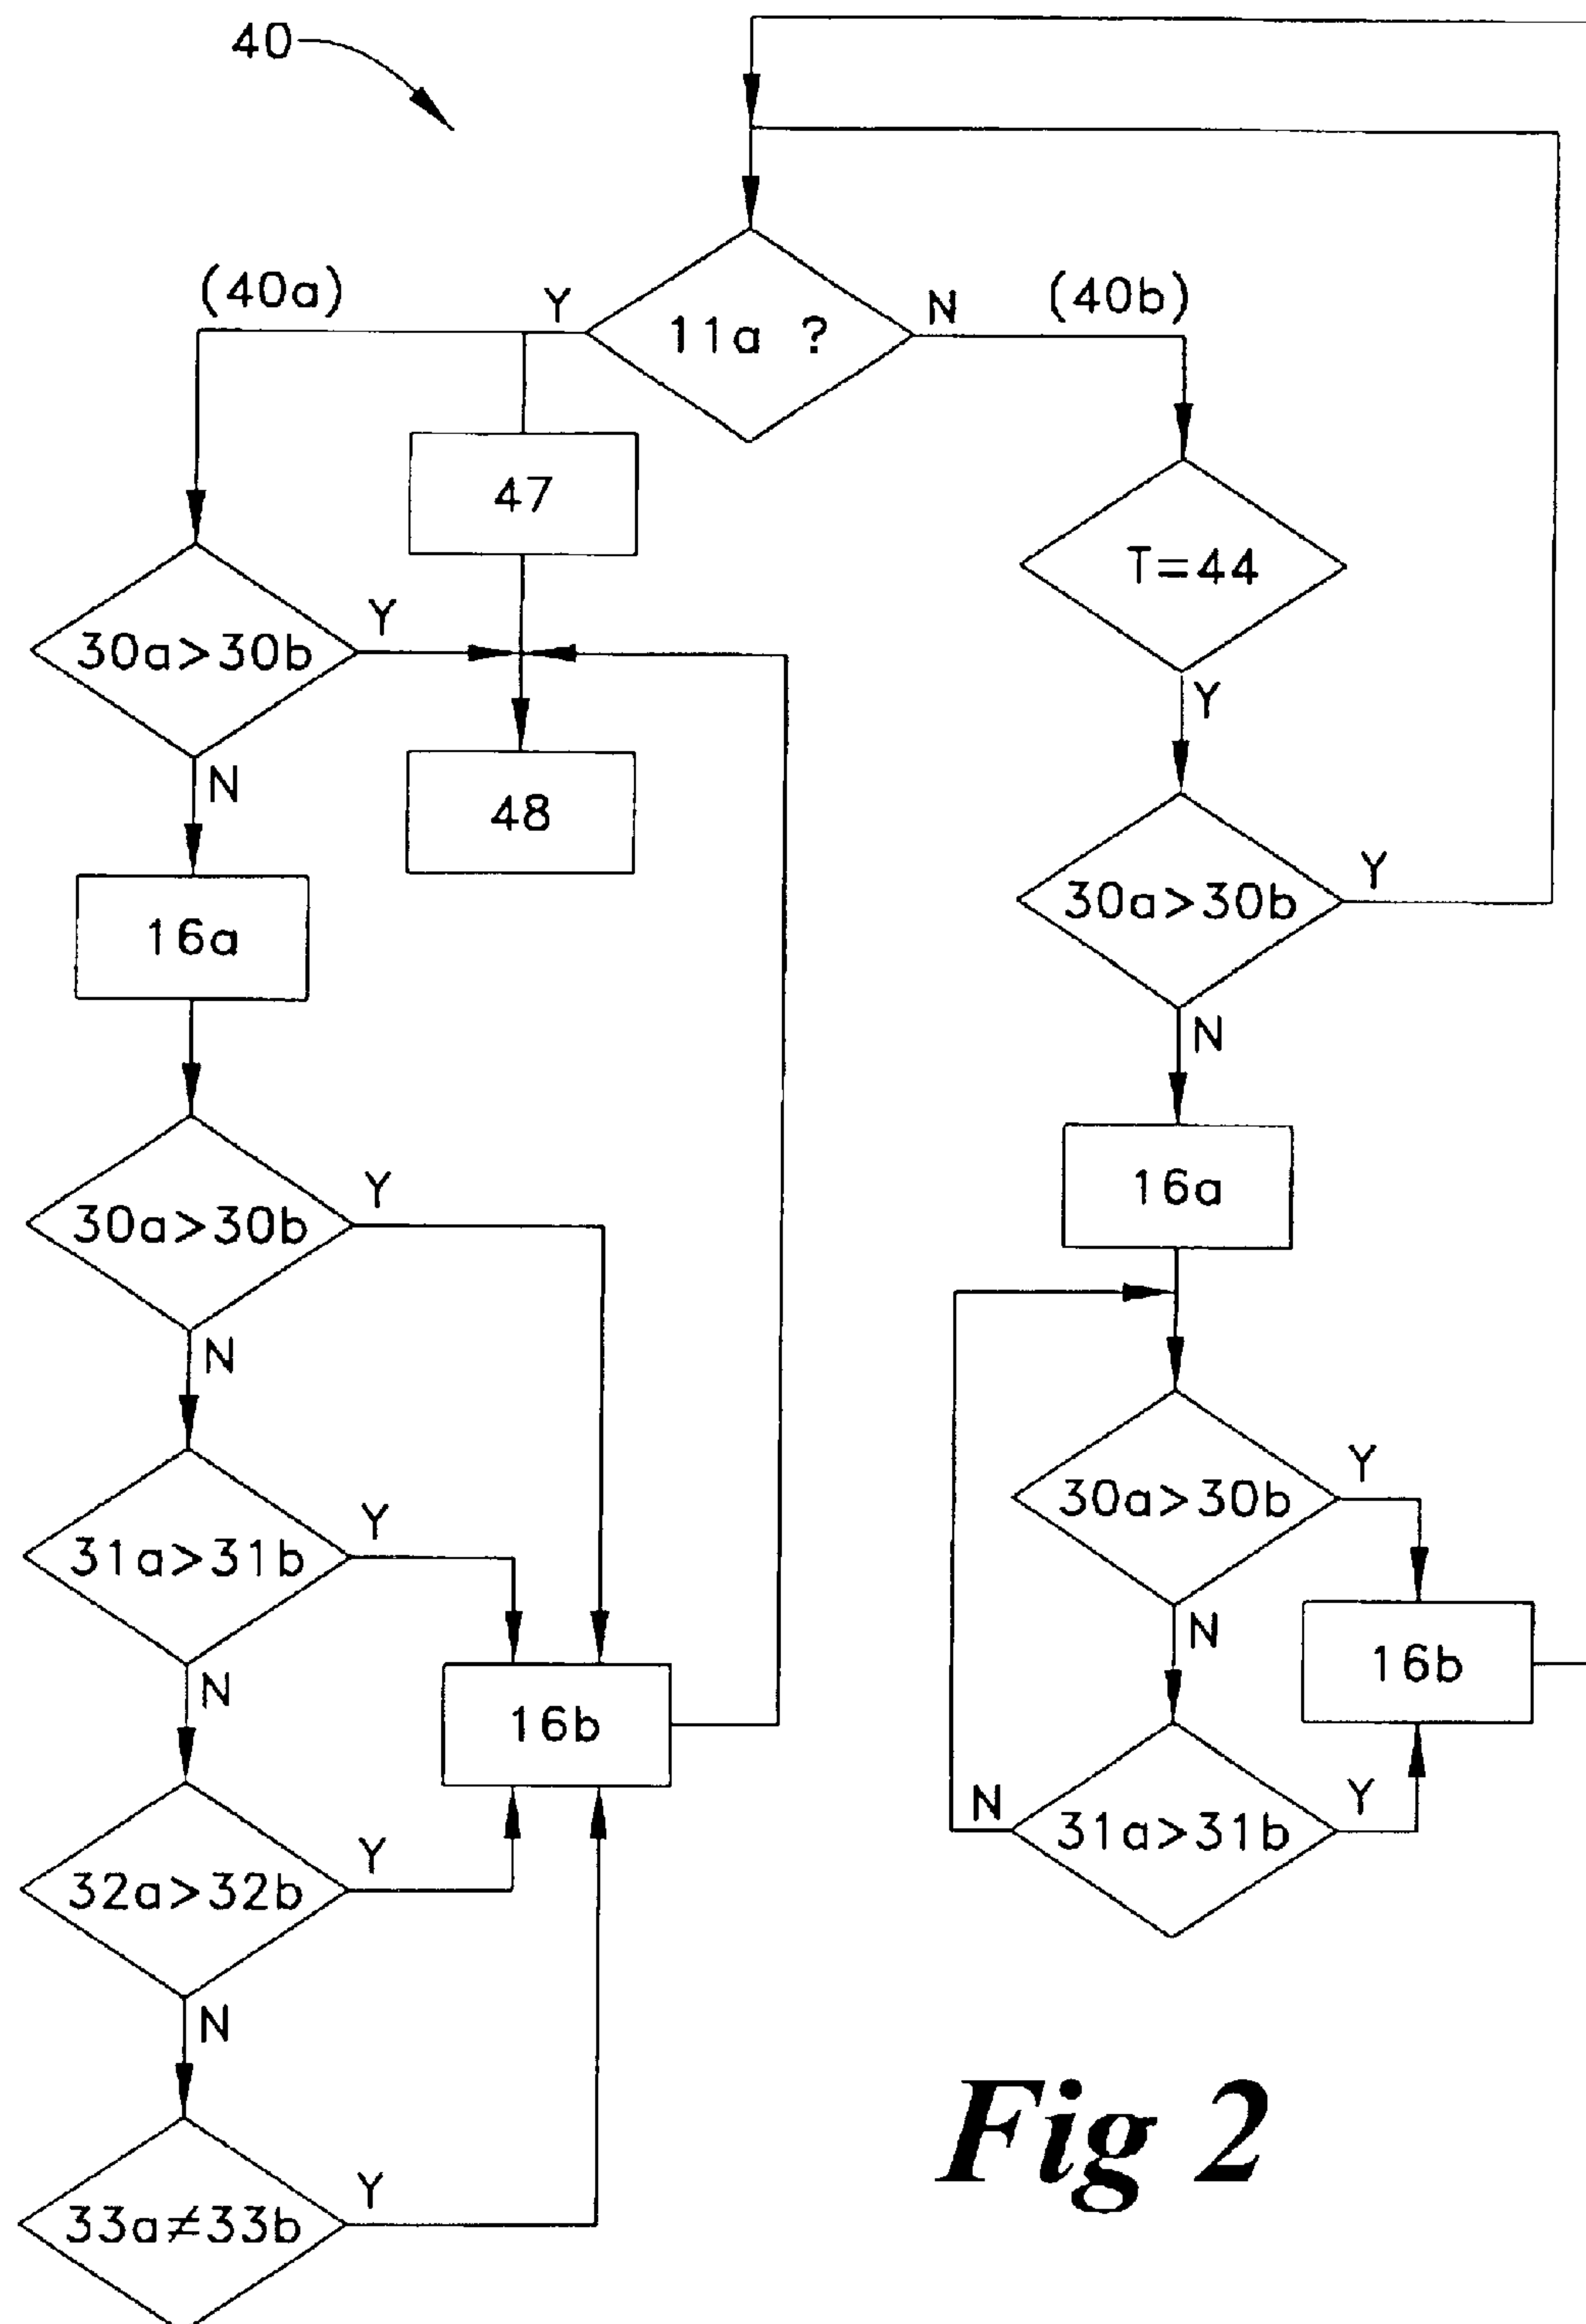 40
(40a)
Y
11a ?
N
(40b)
47
T=44
Y
30a>30b
Y
N
48
30a>30b
Y
N
16a
16a
30a>30b
Y
N
30a>30b
Y
N
31a>31b
Y
N
16b
16b
31a>31b
N
Y
32a>32b
Y
N
33a≠33b
Y
Fig 2